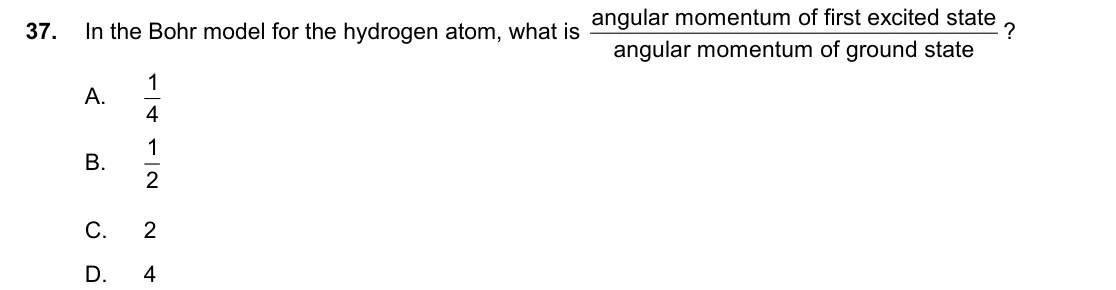 37. In the Bohr model for the hydrogen atom, what is angular momentum of first excited state / angular momentum of ground state ?
A. 1/4
B. 1/2
C. 2
D. 4